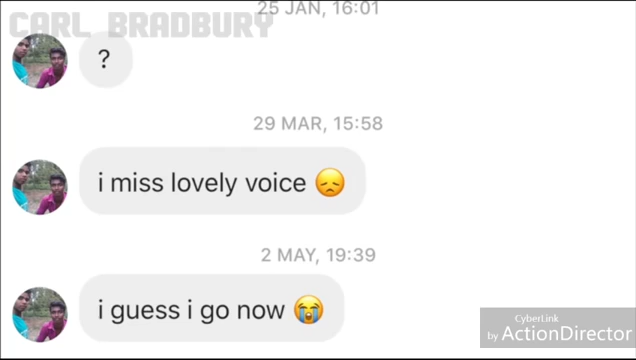 CARL BRADBURY
25 JAN, 16:01
?
29 MAR, 15:58
i miss lovely voice 😞
2 MAY, 19:39
i guess i go now 😭
CyberLink
by ActionDirector